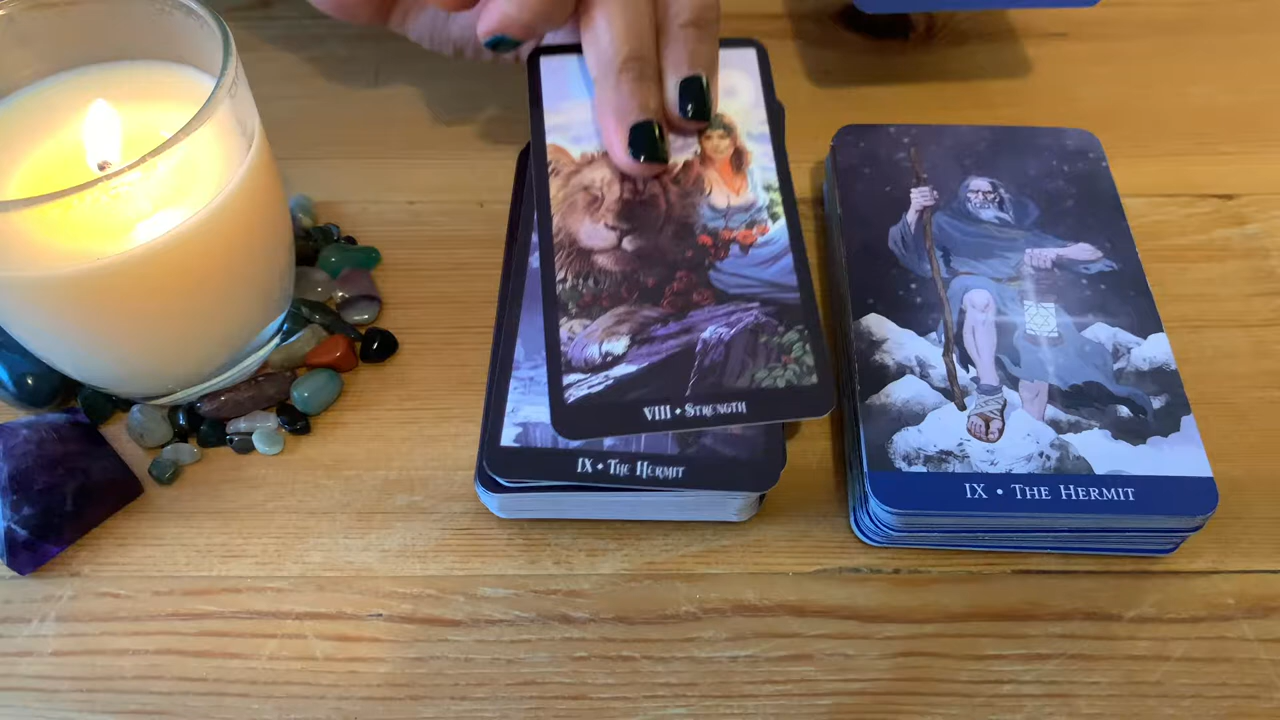 VIII • Strength
IX • The Hermit
IX • The Hermit